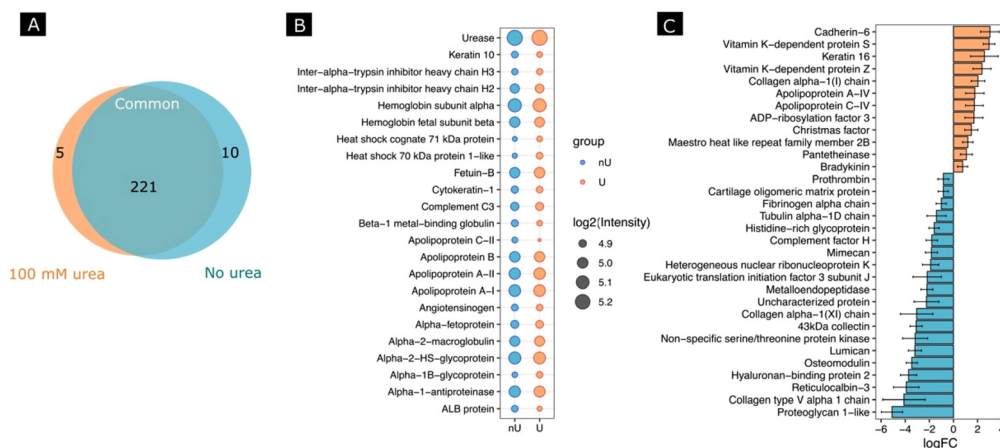 A
Common
5
10
221
100 mM urea
No urea
B
Urease
Keratin 10
Inter-alpha-trypsin inhibitor heavy chain H3
Inter-alpha-trypsin inhibitor heavy chain H2
Hemoglobin subunit alpha
Hemoglobin fetal subunit beta
Heat shock cognate 71 kDa protein
Heat shock 70 kDa protein 1-like
Fetuin-B
Cytokeratin-1
Complement C3
Beta-1 metal-binding globulin
Apolipoprotein C-II
Apolipoprotein B
Apolipoprotein A-II
Apolipoprotein A-I
Angiotensinogen
Alpha-fetoprotein
Alpha-2-macroglobulin
Alpha-2-HS-glycoprotein
Alpha-1B-glycoprotein
Alpha-1-antiproteinase
ALB protein
nU U
group
nU
U
log2(Intensity)
4.9
5.0
5.1
5.2
C
Cadherin-6
Vitamin K-dependent protein S
Keratin 16
Vitamin K-dependent protein Z
Collagen alpha-1(I) chain
Apolipoprotein A-IV
Apolipoprotein C-IV
ADP-ribosylation factor 3
Christmas factor
Maestro heat like repeat family member 2B
Pantetheinase
Bradykinin
Prothrombin
Cartilage oligomeric matrix protein
Fibrinogen alpha chain
Tubulin alpha-1D chain
Histidine-rich glycoprotein
Complement factor H
Mimecan
Heterogeneous nuclear ribonucleoprotein K
Eukaryotic translation initiation factor 3 subunit J
Metalloendopeptidase
Uncharacterized protein
Collagen alpha-1(XI) chain
43kDa collectin
Non-specific serine/threonine protein kinase
Lumican
Osteomodulin
Hyaluronan-binding protein 2
Reticulocalbin-3
Collagen type V alpha 1 chain
Proteoglycan 1-like
-6 -4 -2 0 2 4
logFC